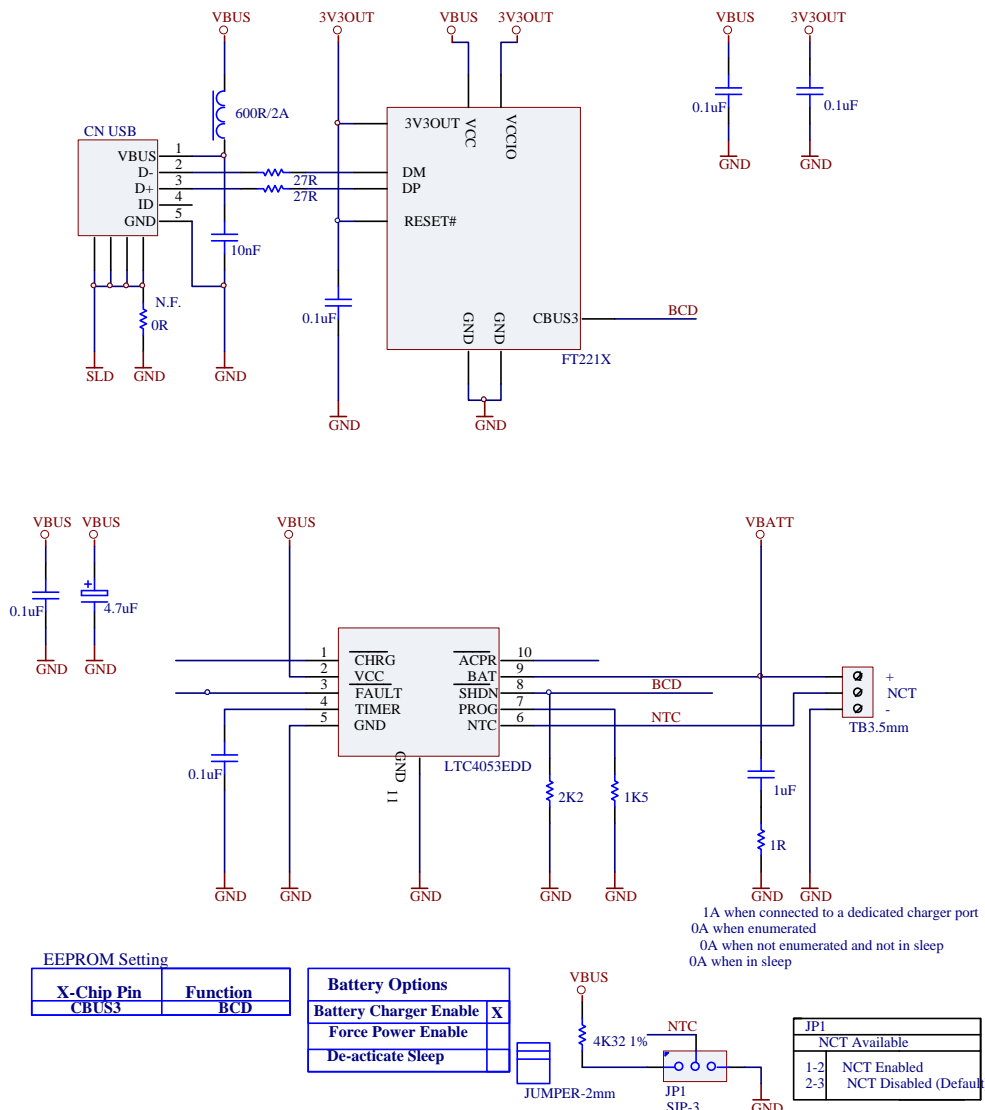 VBUS 3V3OUT VBUS 3V3OUT VBUS 3V3OUT
600R/2A
0.1uF 0.1uF
GND GND
CN USB
VBUS 1
D- 2
D+ 3
ID 4
GND 5
27R
27R
10nF
N.F.
0R
0.1uF
SLD GND GND GND GND
3V3OUT
VCC
VCCIO
DM
DP
RESET#
CBUS3
BCD
GND
GND
FT221X
VBUS VBUS VBUS VBATT
0.1uF 4.7uF
GND GND
1 CHRG
2 VCC
3 FAULT
4 TIMER
5 GND
ACPR 10
BAT 9
SHDN 8
PROG 7
NTC 6
GND 11
LTC4053EDD
BCD
NTC
+
NCT
-
TB3.5mm
0.1uF
2K2
1K5
1uF
1R
GND GND GND GND GND GND GND
1A when connected to a dedicated charger port
0A when enumerated
0A when not enumerated and not in sleep
0A when in sleep
EEPROM Setting
X-Chip Pin Function
CBUS3 BCD
Battery Options
Battery Charger Enable X
Force Power Enable
De-acticate Sleep
JUMPER-2mm
VBUS
4K32 1%
NTC
JP1
SIP-3
GND
JP1
NCT Available
1-2 NCT Enabled
2-3 NCT Disabled (Default